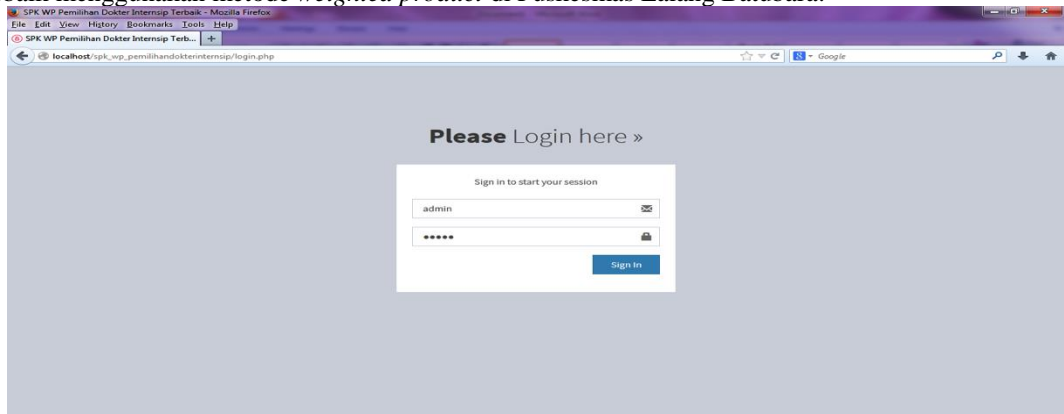 menggunakan metode weighted product di Puskesmas Lalang Batubara.
SPK WP Pemilihan Dokter Internsip Terbaik - Mozilla Firefox
File Edit View History Bookmarks Tools Help
SPK WP Pemilihan Dokter Internsip Terb... +
localhost/spk_wp_pemilihandokterinternsip/login.php
Google
Please Login here »
Sign in to start your session
admin
•••••
Sign In